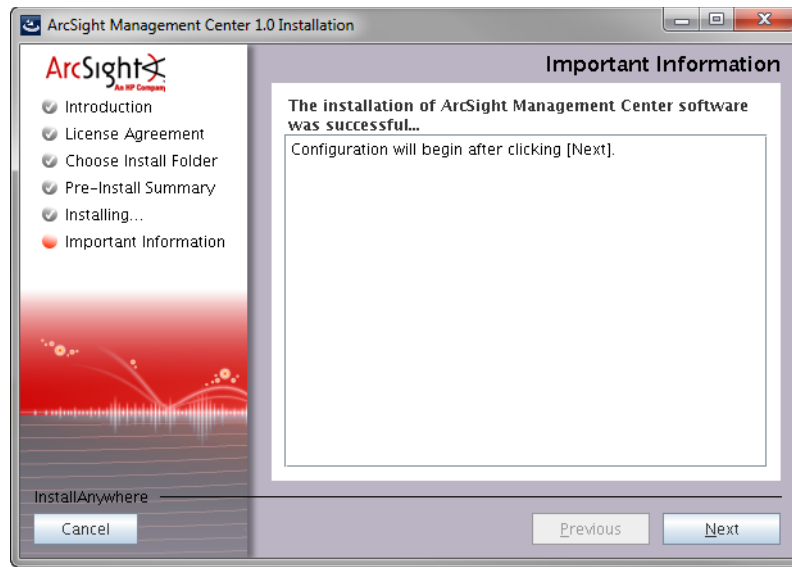 ArcSight Management Center 1.0 Installation
ArcSight
An HP Company
Important Information
Introduction
License Agreement
Choose Install Folder
Pre-Install Summary
Installing...
Important Information
The installation of ArcSight Management Center software
was successful...
Configuration will begin after clicking [Next].
InstallAnywhere
Cancel
Previous
Next